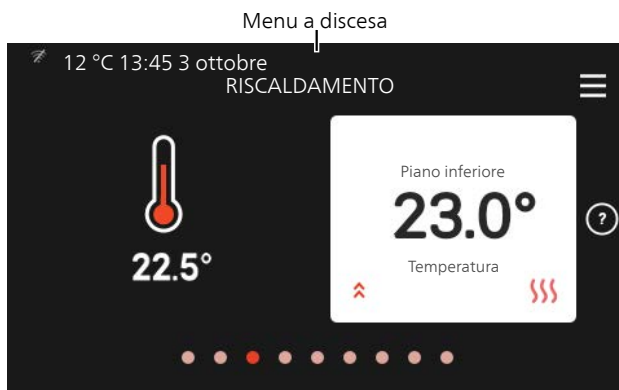 Menu a discesa
12 °C 13:45 3 ottobre
RISCALDAMENTO
Piano inferiore
23.0°
?
Temperatura
22.5°